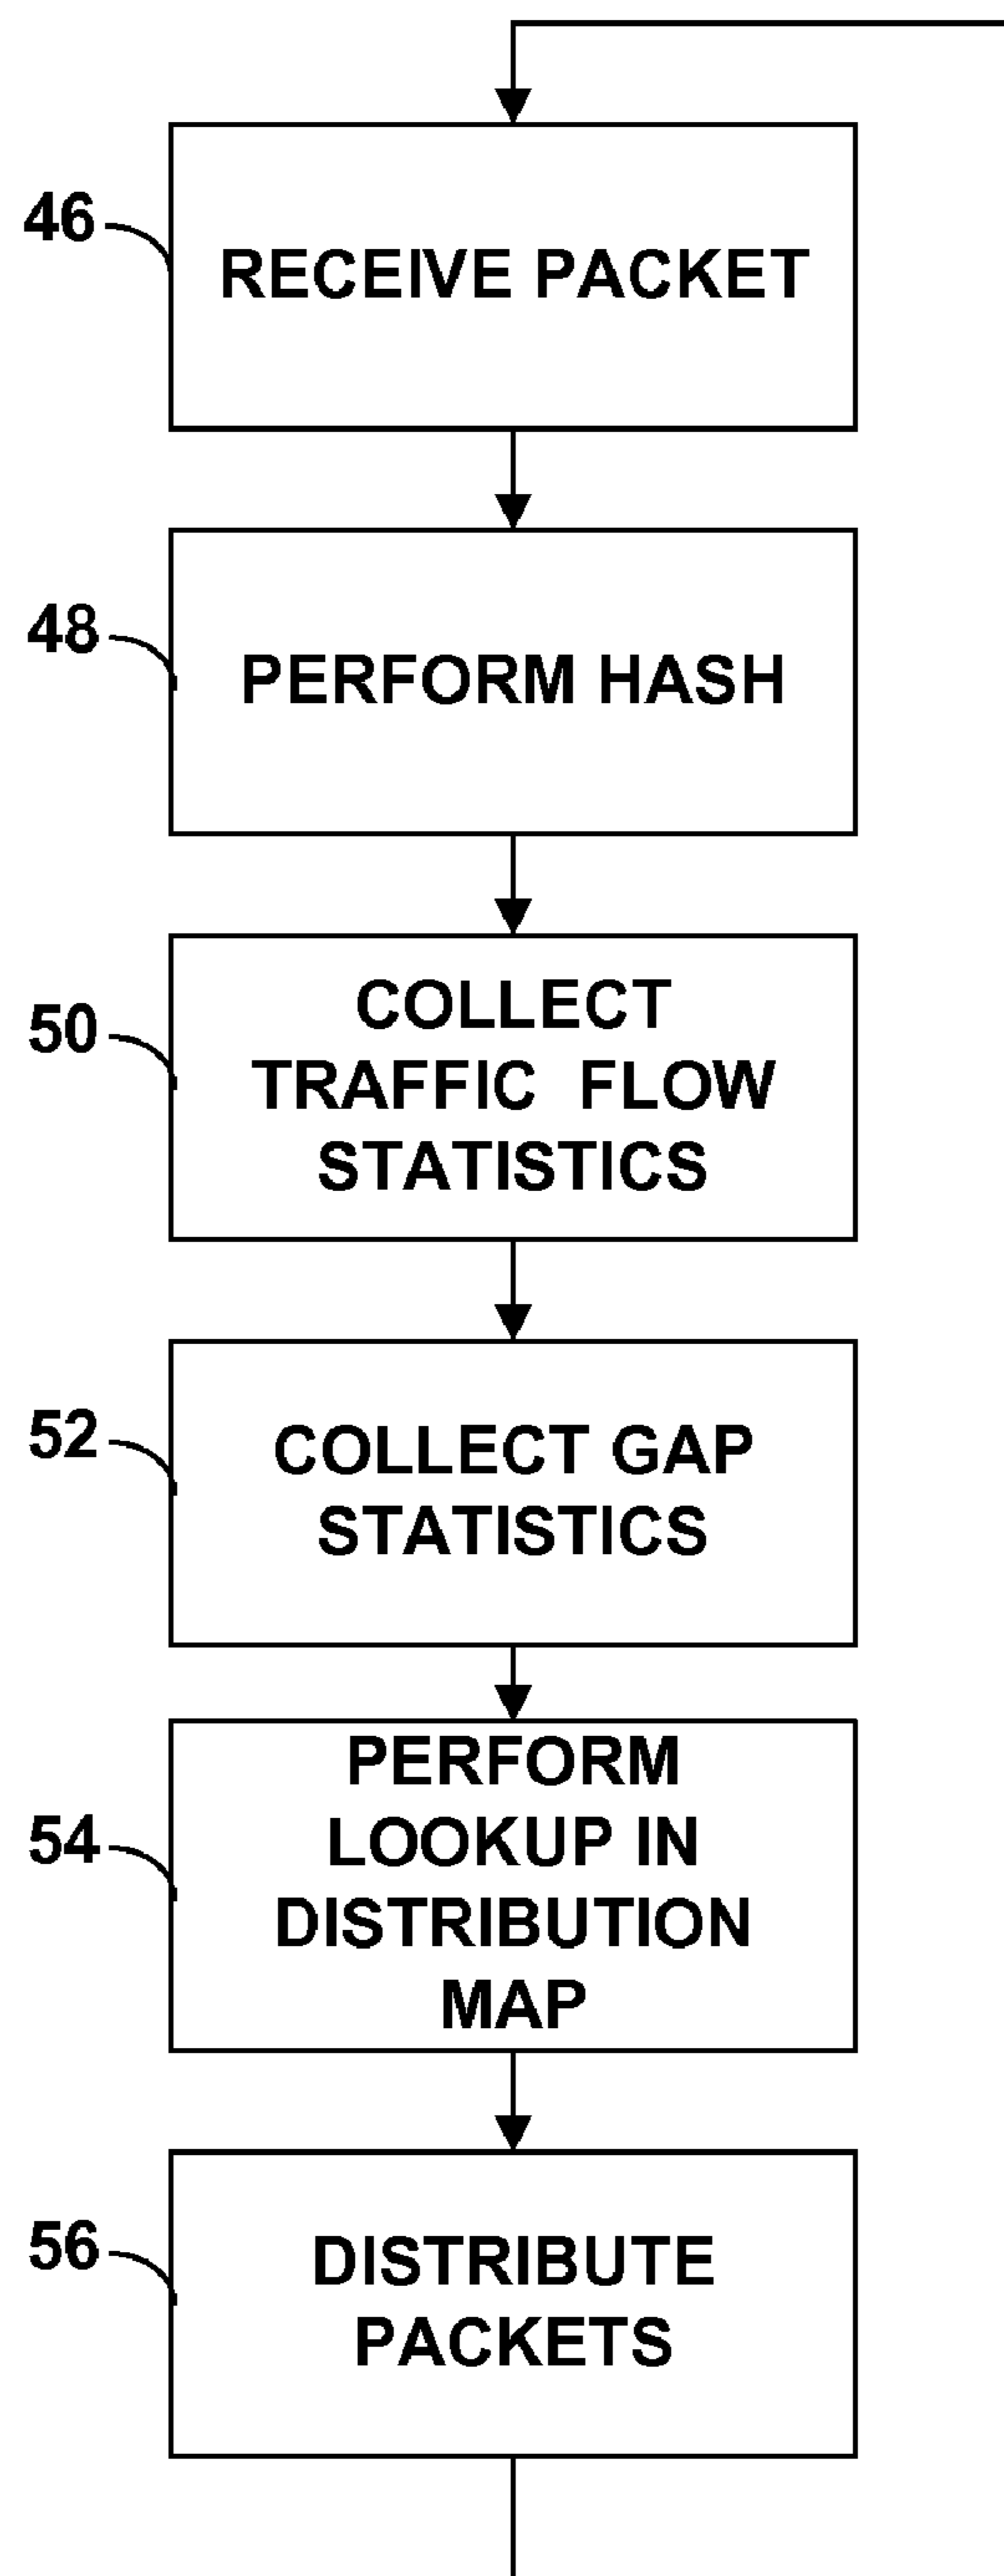 46
RECEIVE PACKET
48
PERFORM HASH
50
COLLECT
TRAFFIC FLOW
STATISTICS
52
COLLECT GAP
STATISTICS
54
PERFORM
LOOKUP IN
DISTRIBUTION
MAP
56
DISTRIBUTE
PACKETS